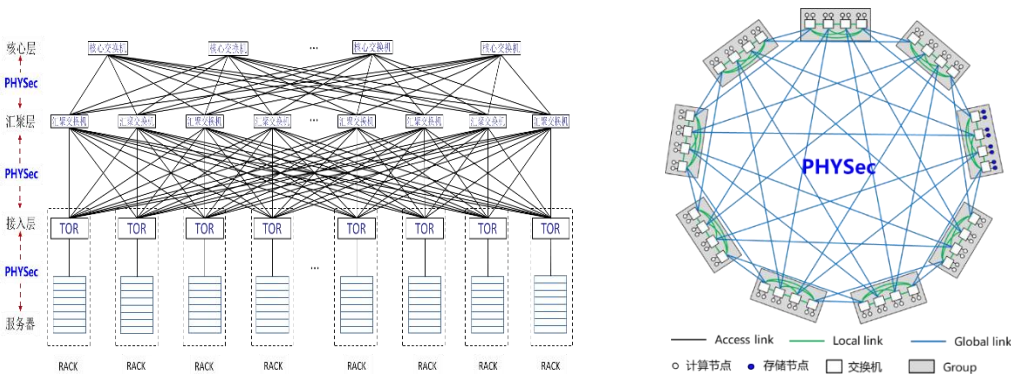 核心层 核心交换机 核心交换机 ... 核心交换机 核心交换机
PHYSec
汇聚层 汇聚交换机 汇聚交换机 汇聚交换机 汇聚交换机 ... 汇聚交换机 汇聚交换机 汇聚交换机 汇聚交换机
PHYSec
接入层 TOR TOR TOR TOR TOR TOR TOR TOR
PHYSec ...
服务器
RACK RACK RACK RACK RACK RACK RACK RACK
PHYSec
Access link Local link Global link
计算节点 存储节点 交换机 Group